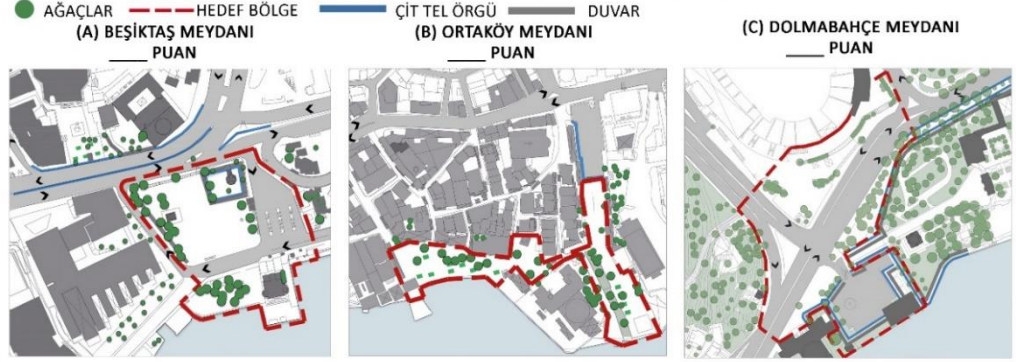 AĞAÇLAR HEDEF BÖLGE ÇİT TEL ÖRGÜ DUVAR
(A) BEŞİKTAŞ MEYDANI
____ PUAN
(B) ORTAKÖY MEYDANI
____ PUAN
(C) DOLMABAHÇE MEYDANI
____ PUAN